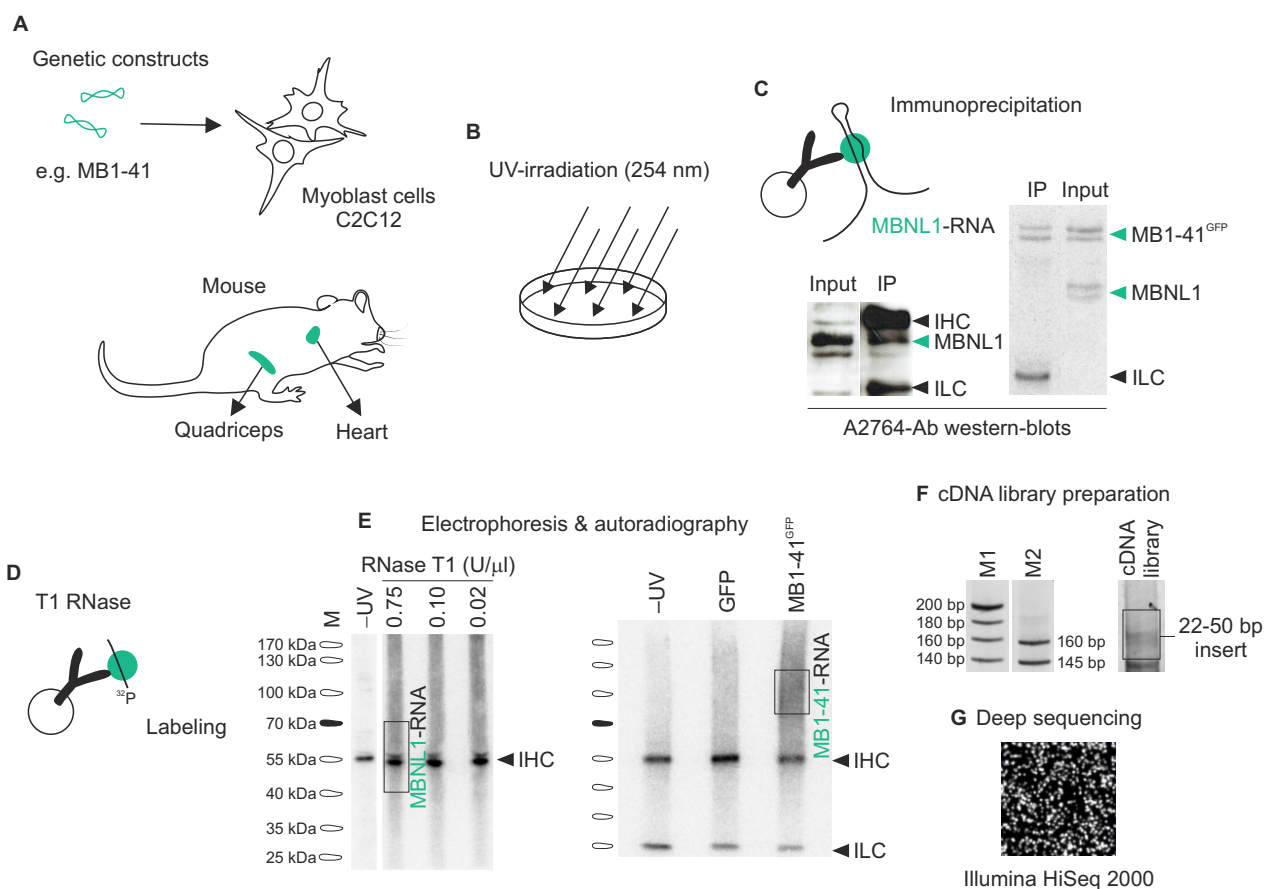 A
Genetic constructs
e.g. MB1-41
Myoblast cells
C2C12
Mouse
Quadriceps
Heart
B
UV-irradiation (254 nm)
C
Immunoprecipitation
MBNL1-RNA
Input
IP
IHC
MBNL1
ILC
IP
Input
MB1-41GFP
MBNL1
ILC
A2764-Ab western-blots
D
T1 RNase
32P
Labeling
E
Electrophoresis & autoradiography
RNase T1 (U/μl)
M
–UV
0.75
0.10
0.02
170 kDa
130 kDa
100 kDa
70 kDa
55 kDa
40 kDa
35 kDa
25 kDa
MBNL1-RNA
IHC
–UV
GFP
MB1-41GFP
MB1-41-RNA
IHC
ILC
F cDNA library preparation
M1
M2
cDNA
library
200 bp
180 bp
160 bp
140 bp
160 bp
145 bp
22-50 bp
insert
G Deep sequencing
Illumina HiSeq 2000